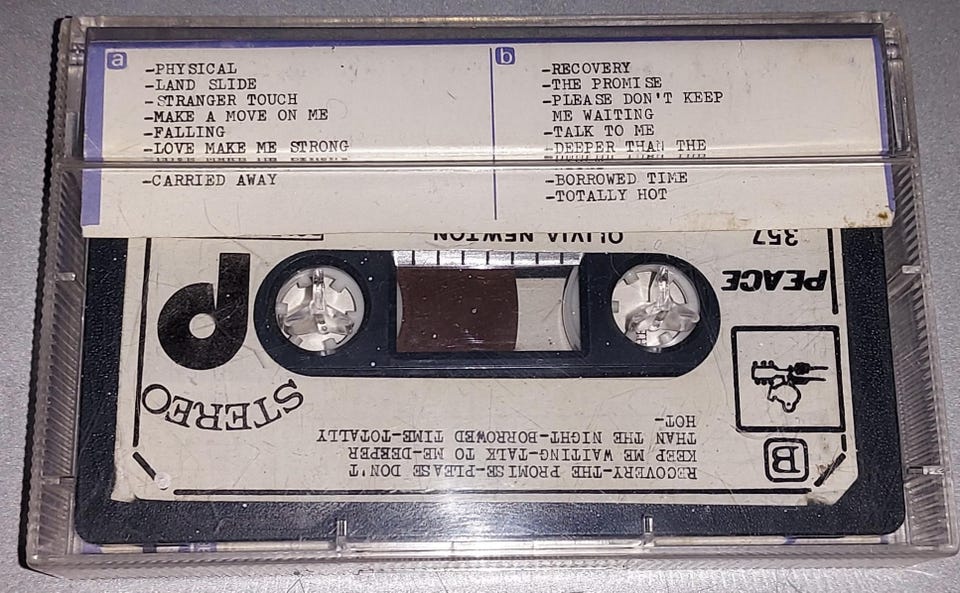 a
-PHYSICAL
-LAND SLIDE
-STRANGER TOUCH
-MAKE A MOVE ON ME
-FALLING
-LOVE MAKE ME STRONG
-CARRIED AWAY
b
-RECOVERY
-THE PROMISE
-PLEASE DON'T KEEP
ME WAITING
-TALK TO ME
-DEEPER THAN THE
-BORROWED TIME
-TOTALLY HOT
357
OLIVIA NEWTON
PEACE
STEREO
B
RECOVERY-THE PROMISE-PLEASE DON'T
KEEP ME WAITING-TALK TO ME-DEEPER
THAN THE NIGHT-BORROWED TIME-TOTALLY
HOT-